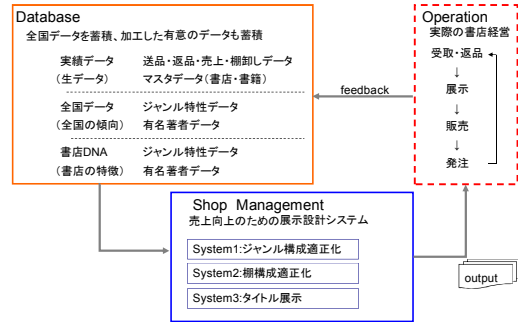 Database
全国データを蓄積、加工した有意のデータも蓄積
実績データ 送品・返品・売上・棚卸しデータ
(生データ) マスタデータ(書店・書籍)
全国データ ジャンル特性データ
(全国の傾向) 有名著者データ
書店DNA ジャンル特性データ
(書店の特徴) 有名著者データ
feedback
Operation
実際の書店経営
受取・返品
↓
展示
↓
販売
↓
発注
Shop Management
売上向上のための展示設計システム
System1:ジャンル構成適正化
System2:棚構成適正化
System3:タイトル展示
output